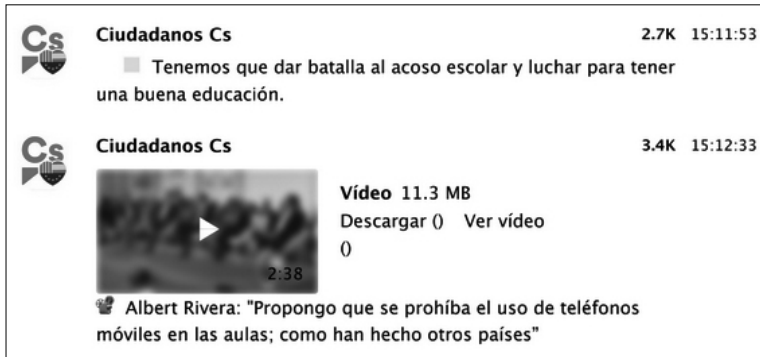 Cs
Ciudadanos Cs 2.7K 15:11:53
Tenemos que dar batalla al acoso escolar y luchar para tener
una buena educación.
Cs
Ciudadanos Cs 3.4K 15:12:33
Vídeo 11.3 MB
Descargar () Ver vídeo
()
2:38
Albert Rivera: "Propongo que se prohíba el uso de teléfonos
móviles en las aulas; como han hecho otros países”